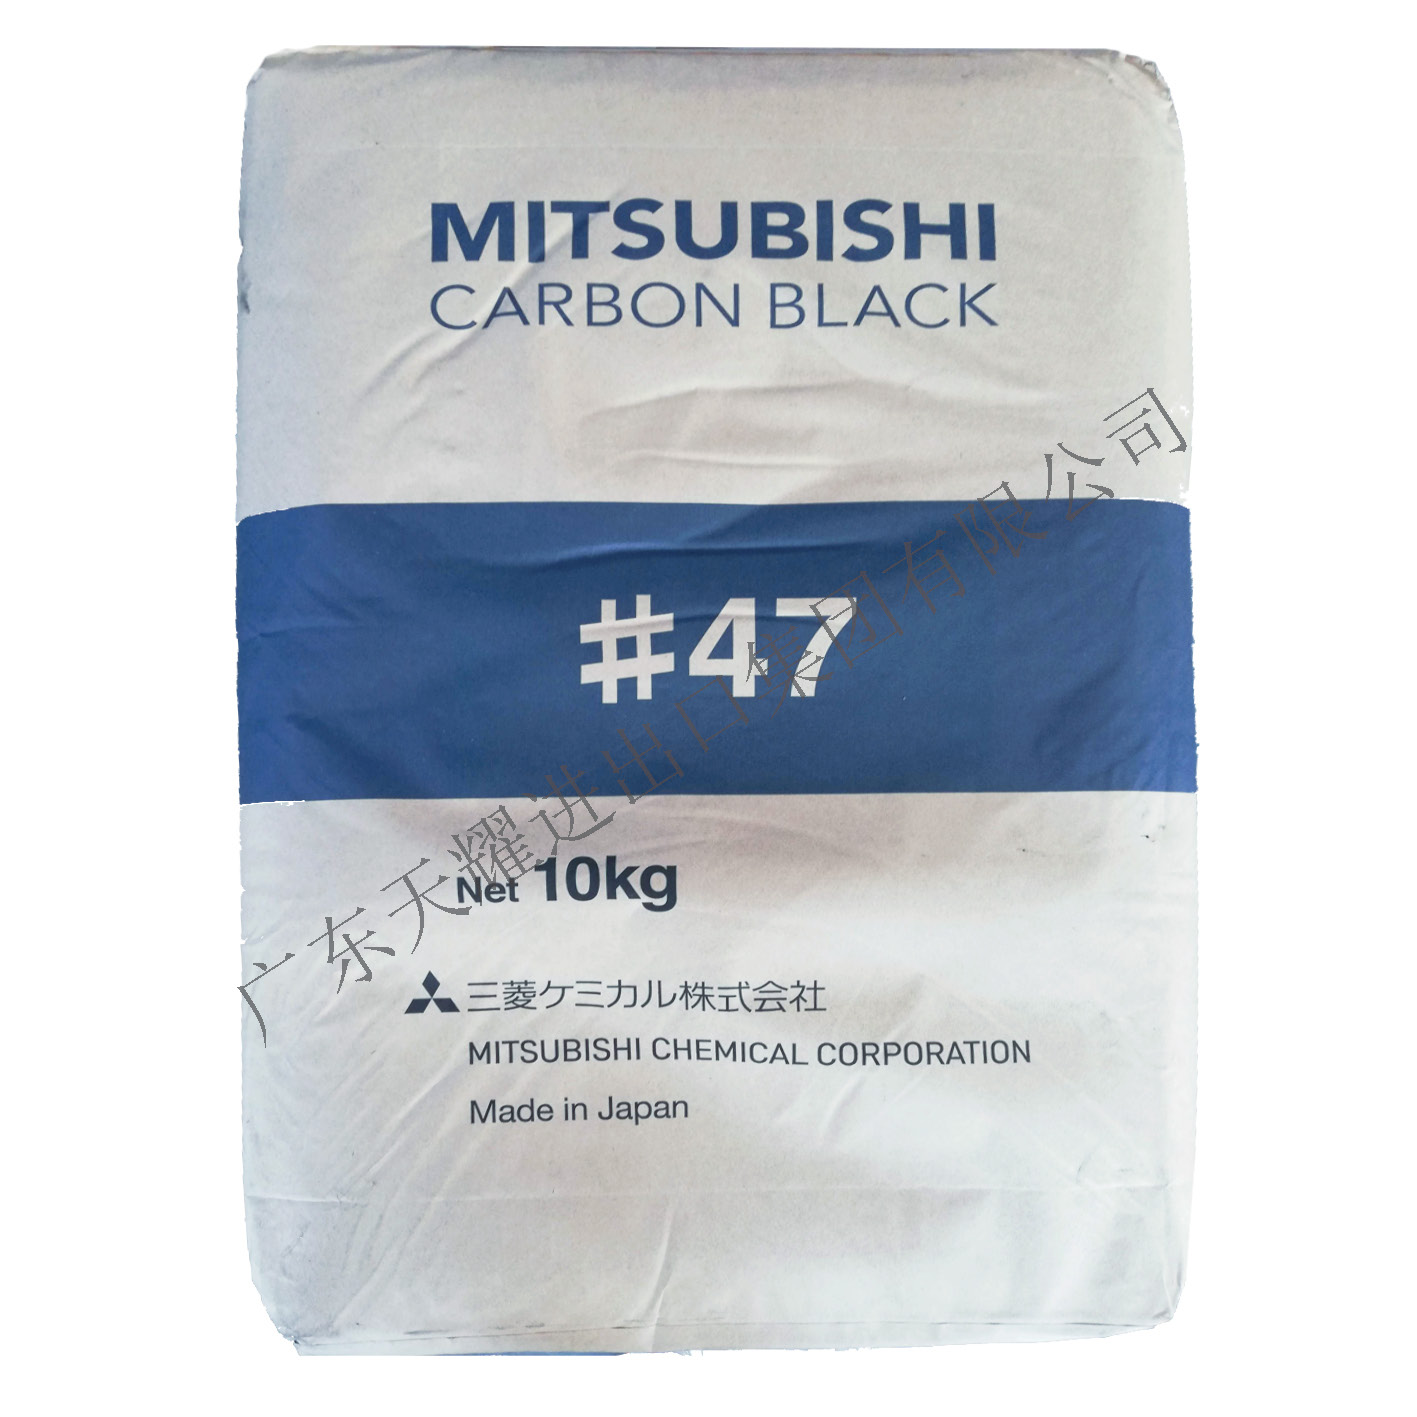 MITSUBISHI
CARBON BLACK
#47
Net 10kg
三菱ケミカル株式会社
MITSUBISHI CHEMICAL CORPORATION
Made in Japan
广东天耀进出口集团有限公司